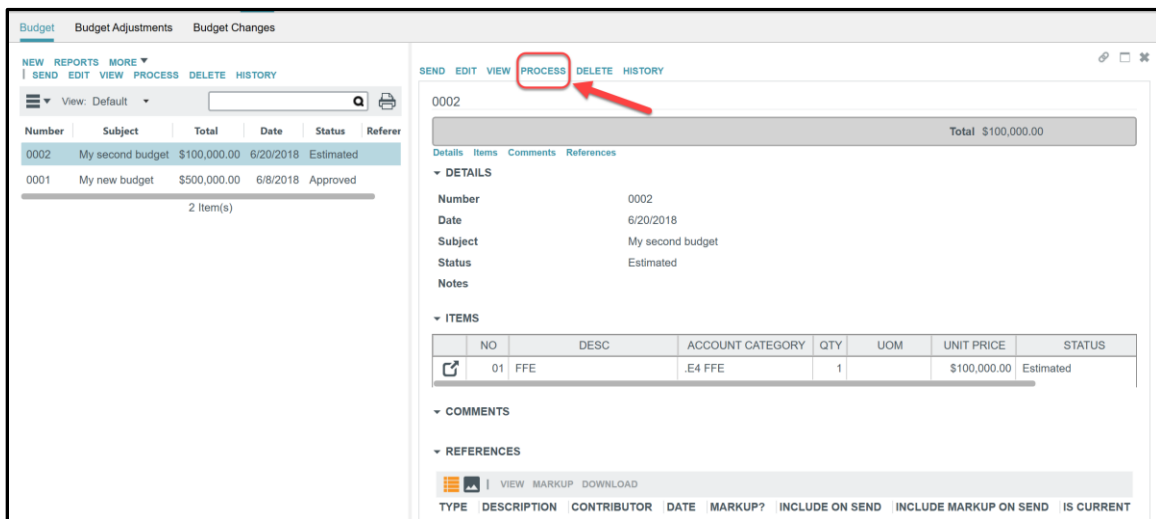 Budget Budget Adjustments Budget Changes
NEW REPORTS MORE
SEND EDIT VIEW PROCESS DELETE HISTORY
View: Default
Number Subject Total Date Status Referer
0002 My second budget $100,000.00 6/20/2018 Estimated
0001 My new budget $500,000.00 6/8/2018 Approved
2 Item(s)
SEND EDIT VIEW PROCESS DELETE HISTORY
0002
Total $100,000.00
Details Items Comments References
DETAILS
Number 0002
Date 6/20/2018
Subject My second budget
Status Estimated
Notes
ITEMS
NO DESC ACCOUNT CATEGORY QTY UOM UNIT PRICE STATUS
01 FFE .E4 FFE 1 $100,000.00 Estimated
COMMENTS
REFERENCES
VIEW MARKUP DOWNLOAD
TYPE DESCRIPTION CONTRIBUTOR DATE MARKUP? INCLUDE ON SEND INCLUDE MARKUP ON SEND IS CURRENT